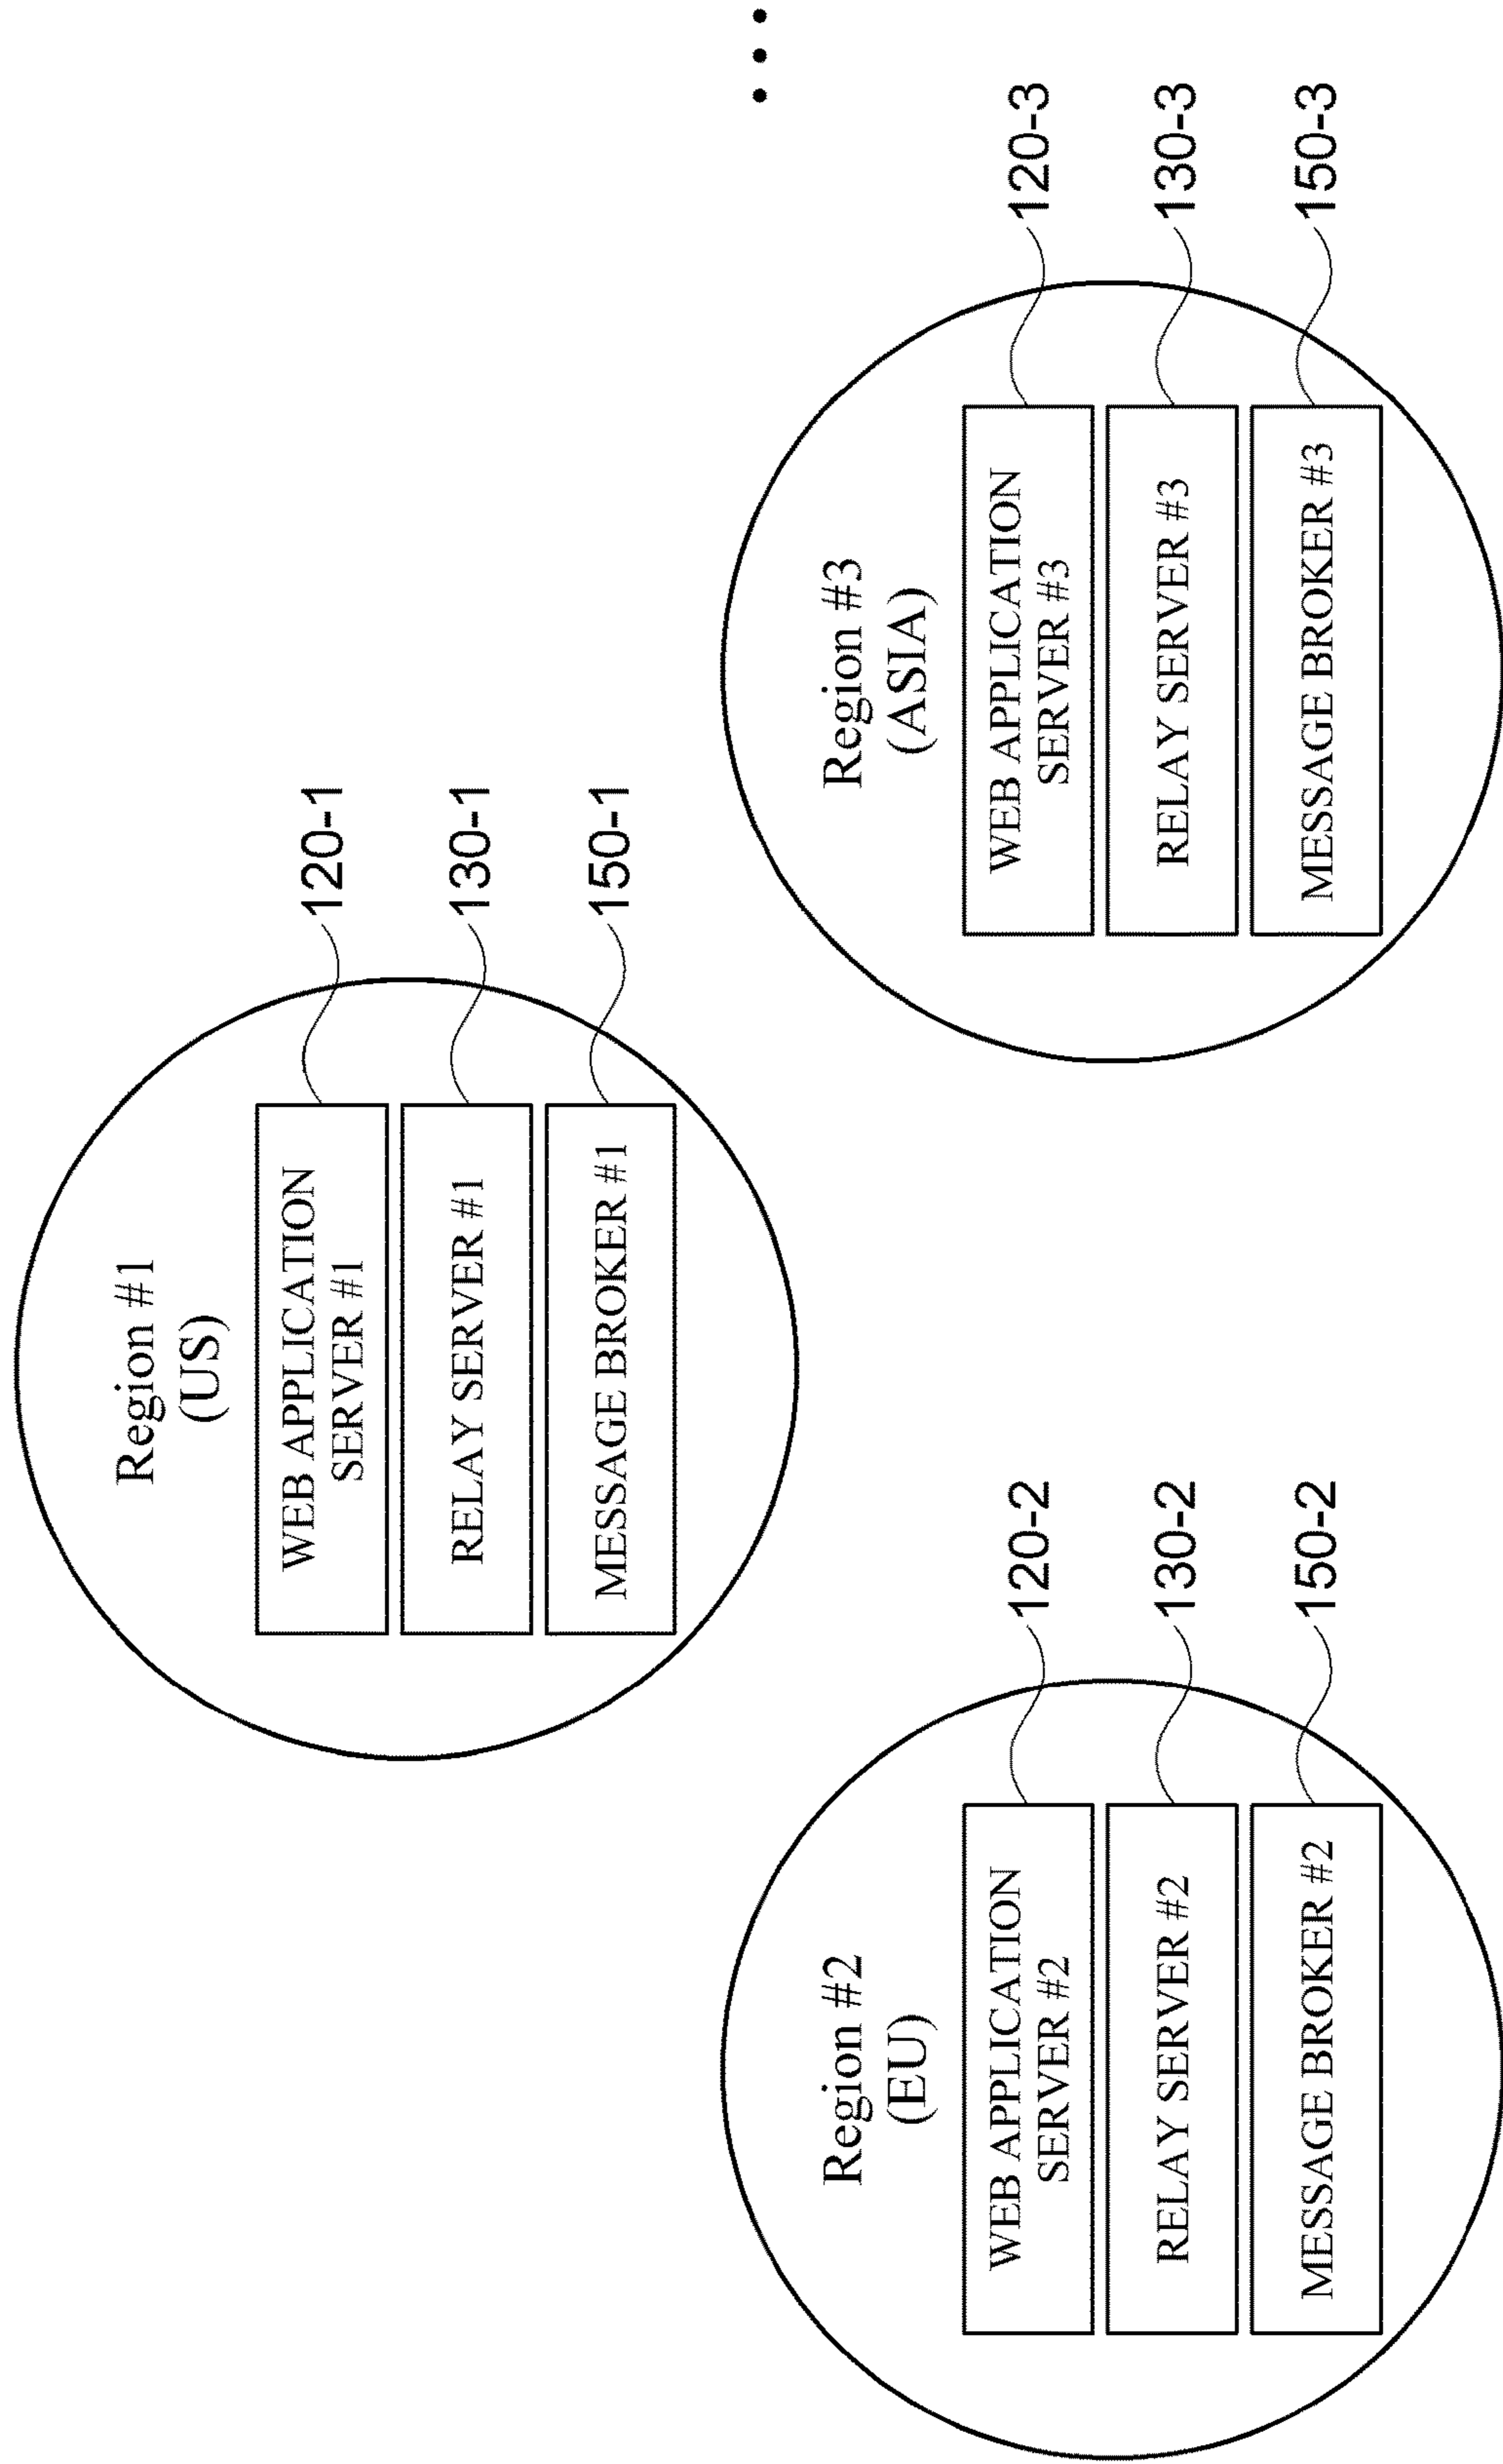 Region #1
(US)
WEB APPLICATION
SERVER #1
120-1
RELAY SERVER #1
130-1
MESSAGE BROKER #1
150-1
Region #2
(EU)
WEB APPLICATION
SERVER #2
120-2
RELAY SERVER #2
130-2
MESSAGE BROKER #2
150-2
Region #3
(ASIA)
WEB APPLICATION
SERVER #3
120-3
RELAY SERVER #3
130-3
MESSAGE BROKER #3
150-3
...